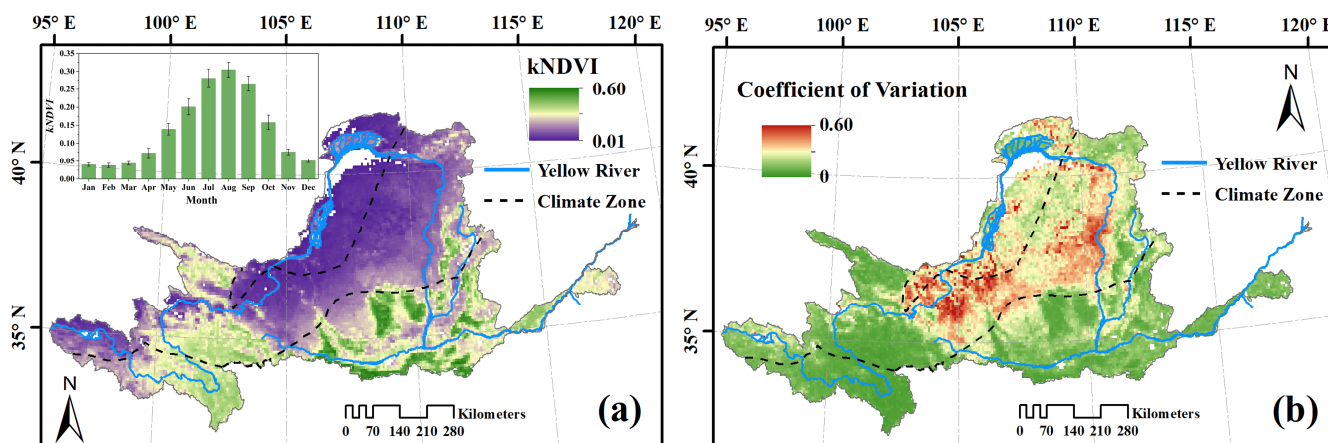 95° E 100° E 105° E 110° E 115° E 120° E
kNDVI
0.35
0.30
0.25
0.20
0.15
0.10
0.05
0.00
Jan Feb Mar Apr May Jun Jul Aug Sep Oct Nov Dec
Month
kNDVI
0.60
0.01
Yellow River
Climate Zone
40° N
35° N
N
Kilometers
0 70 140 210 280
(a)
95° E 100° E 105° E 110° E 115° E 120° E
Coefficient of Variation
0.60
0
N
Yellow River
Climate Zone
40° N
35° N
Kilometers
0 70 140 210 280
(b)